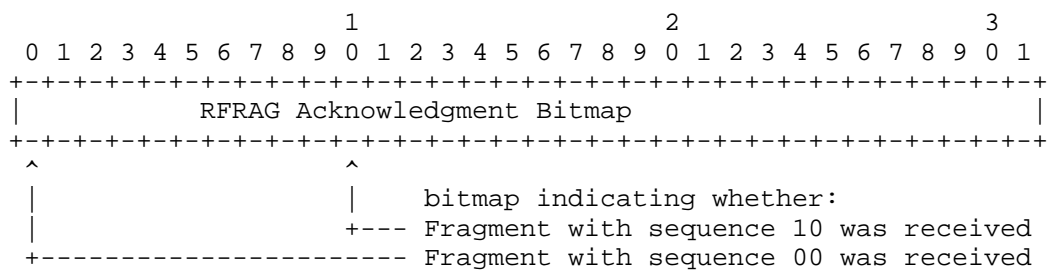 1                   2                   3
 0 1 2 3 4 5 6 7 8 9 0 1 2 3 4 5 6 7 8 9 0 1 2 3 4 5 6 7 8 9 0 1
+-+-+-+-+-+-+-+-+-+-+-+-+-+-+-+-+-+-+-+-+-+-+-+-+-+-+-+-+-+-+-+-+
|           RFRAG Acknowledgment Bitmap                         |
+-+-+-+-+-+-+-+-+-+-+-+-+-+-+-+-+-+-+-+-+-+-+-+-+-+-+-+-+-+-+-+-+
 ^                   ^
 |                   |    bitmap indicating whether:
 |                   +--- Fragment with sequence 10 was received
 +----------------------- Fragment with sequence 00 was received